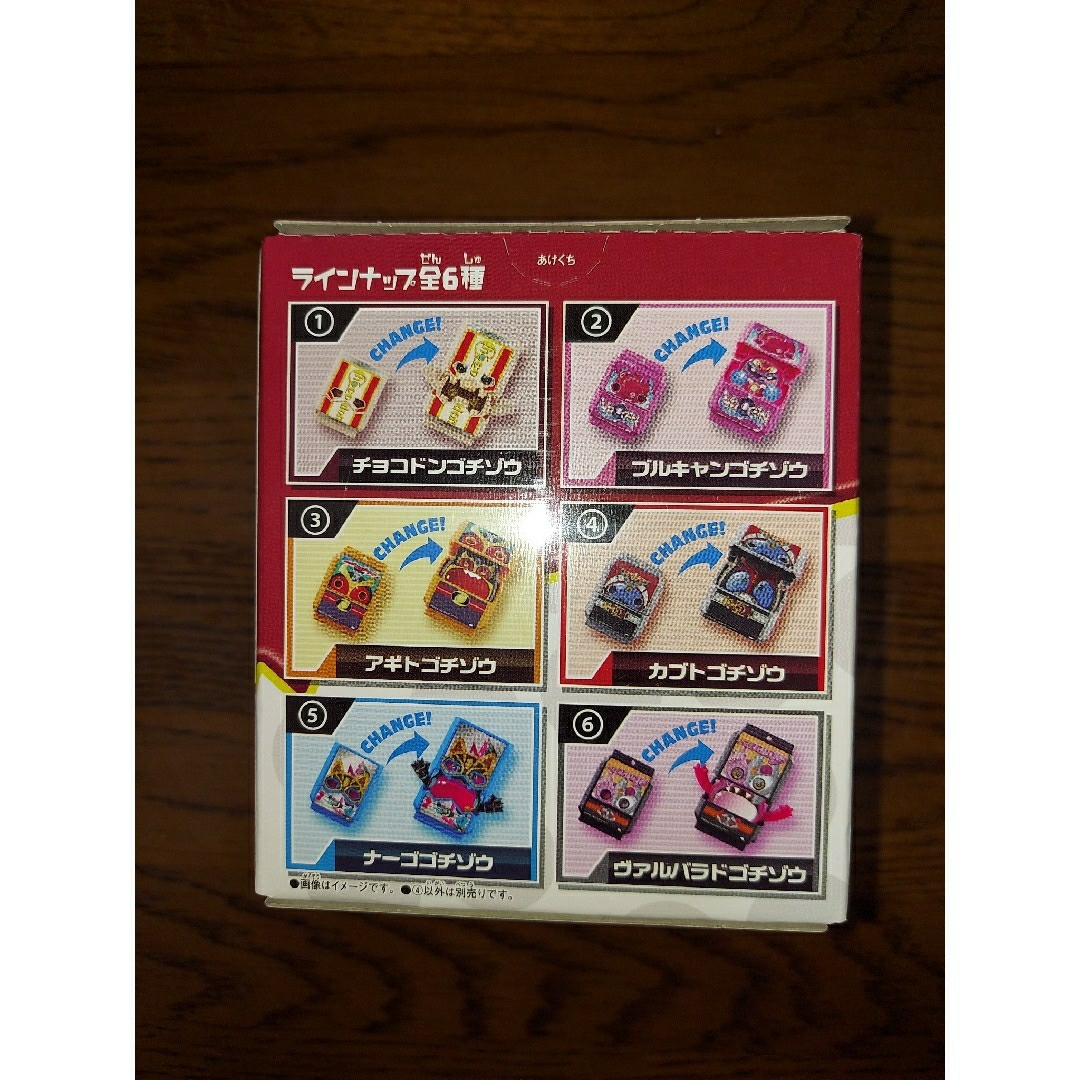 あけくち
ぜん しゅ
ラインナップ全6種
1
CHANGE!
チョコドンゴチゾウ
2
CHANGE!
ブルキャンゴチゾウ
3
CHANGE!
アギトゴチゾウ
4
CHANGE!
カブトゴチゾウ
5
CHANGE!
ナーゴゴチゾウ
6
CHANGE!
ヴァルバラドゴチゾウ
●画像はイメージです。 ●④以外は別売りです。